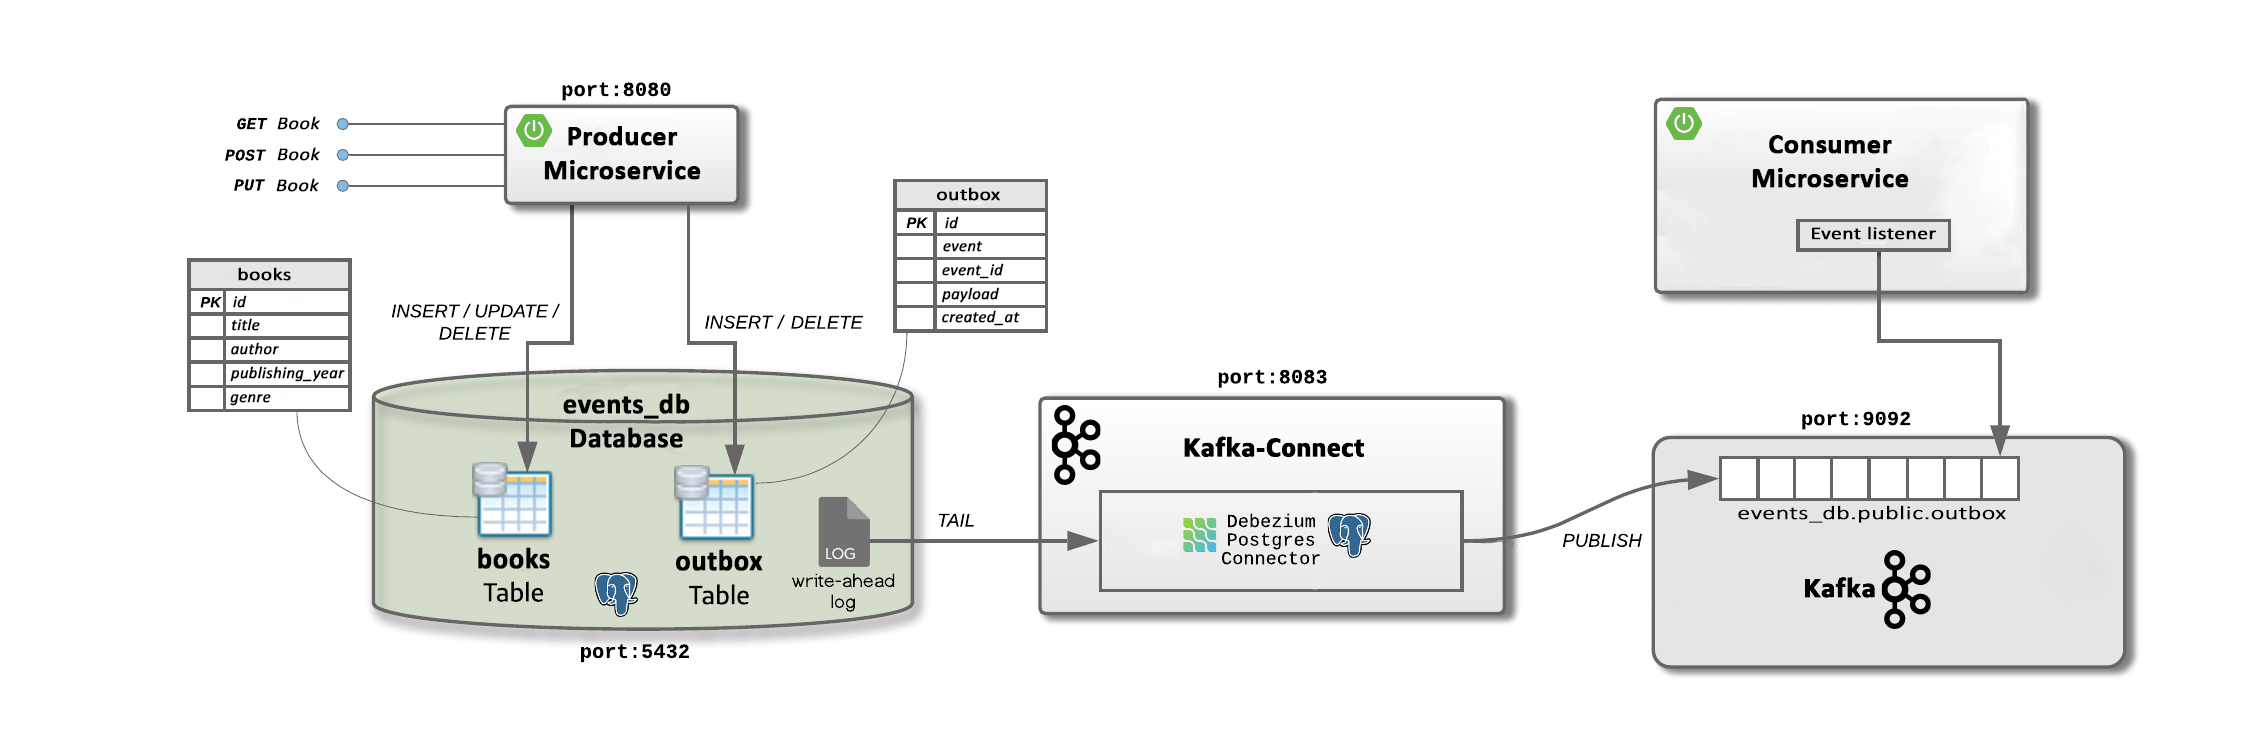 port:8080
GET Book
POST Book
PUT Book
Producer
Microservice
Consumer
Microservice
Event listener
outbox
PK id
event
event_id
payload
created_at
books
PK id
title
author
publishing_year
genre
INSERT / UPDATE /
DELETE
INSERT / DELETE
events_db
Database
books
Table
outbox
Table
LOG
write-ahead
log
port:5432
TAIL
port:8083
Kafka-Connect
Debezium
Postgres
Connector
PUBLISH
port:9092
events_db.public.outbox
Kafka